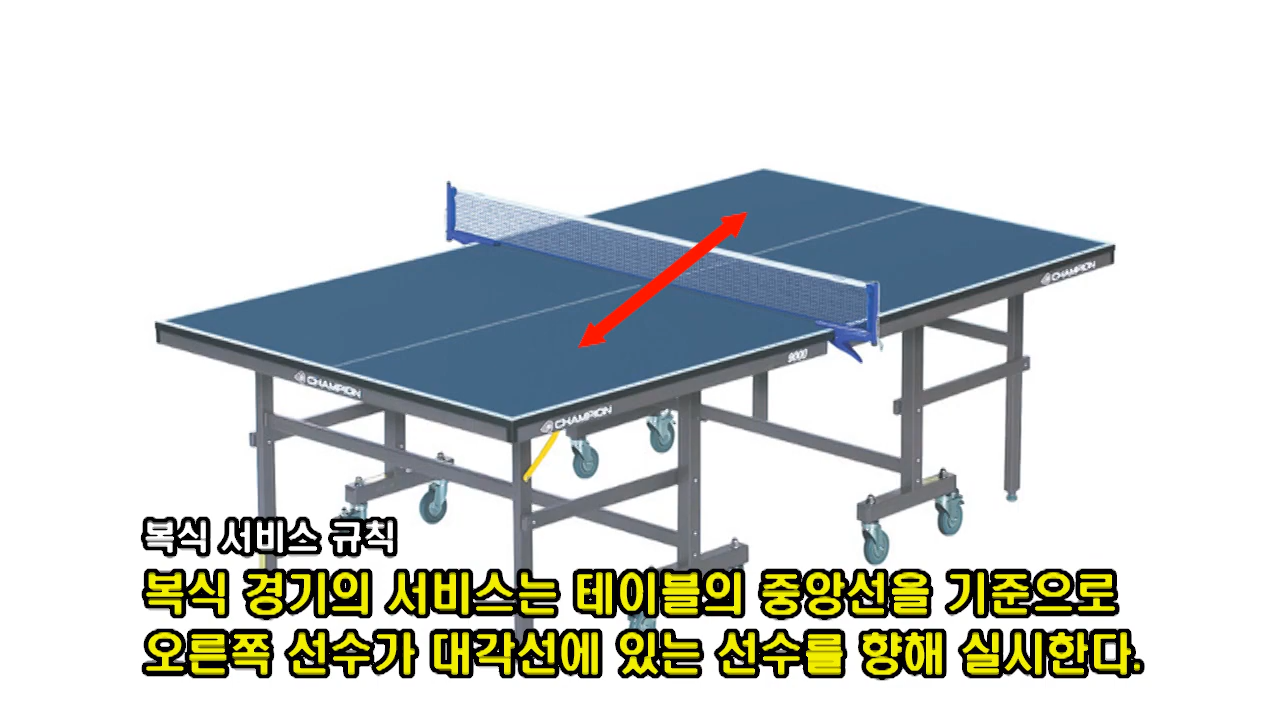 CHAMPION
9000
CHAMPION
CHAMPION
복식 서비스 규칙
복식 경기의 서비스는 테이블의 중앙선을 기준으로
오른쪽 선수가 대각선에 있는 선수를 향해 실시한다.